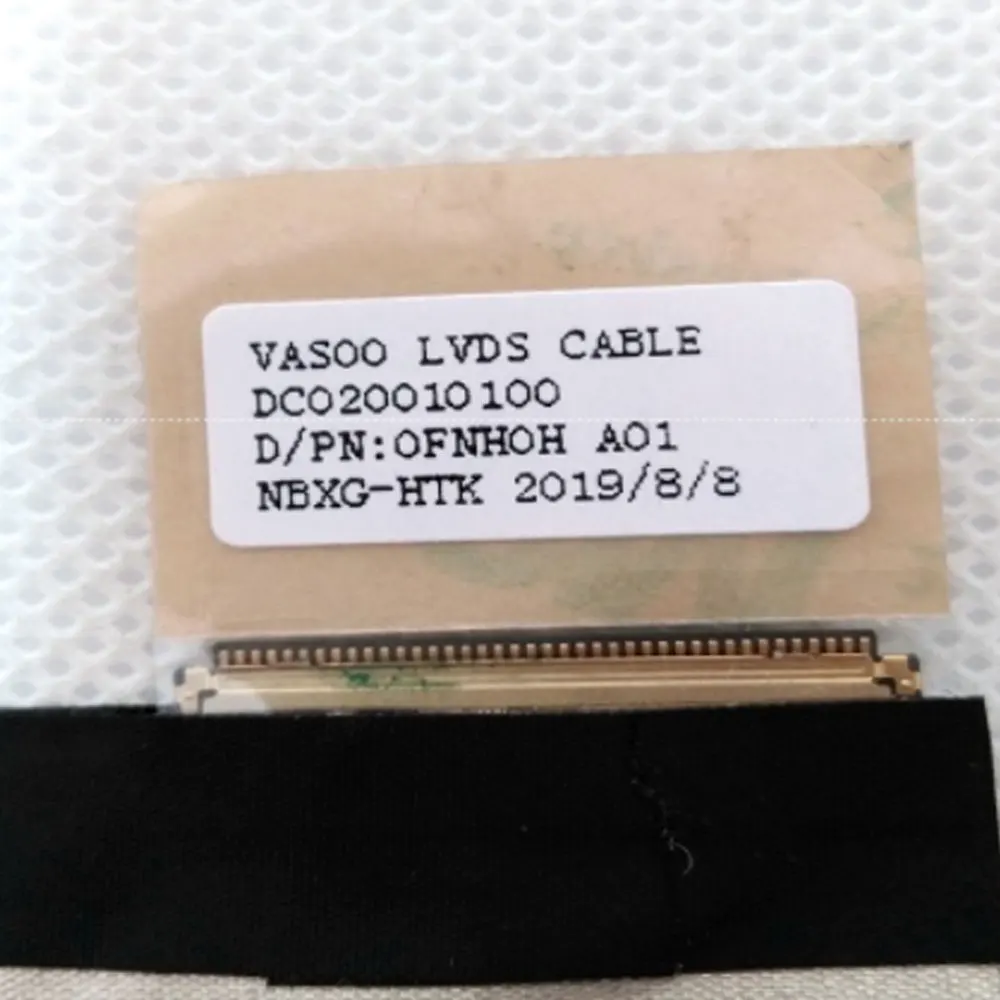 VAS00 LVDS CABLE
DC020010100
D/PN:0FNH0H A01
NBXG-HTK 2019/8/8